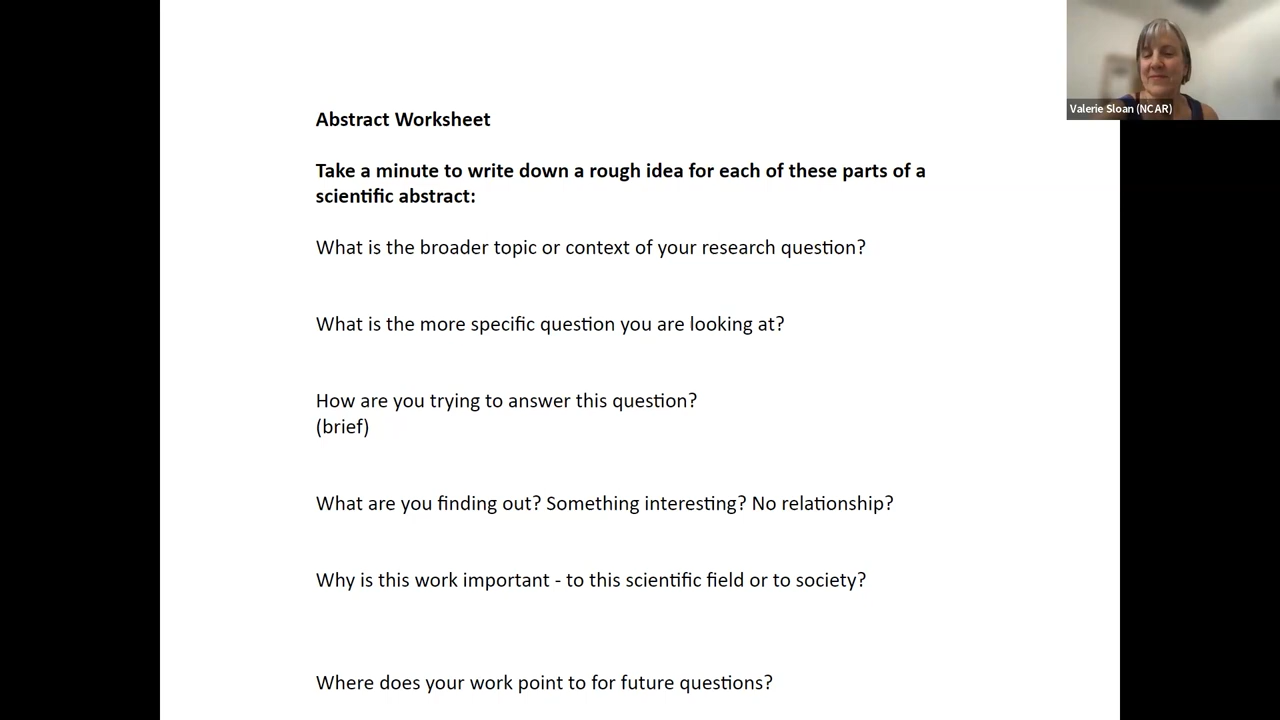 Abstract Worksheet
Take a minute to write down a rough idea for each of these parts of a
scientific abstract:
What is the broader topic or context of your research question?
What is the more specific question you are looking at?
How are you trying to answer this question?
(brief)
What are you finding out? Something interesting? No relationship?
Why is this work important - to this scientific field or to society?
Where does your work point to for future questions?
Valerie Sloan (NCAR)